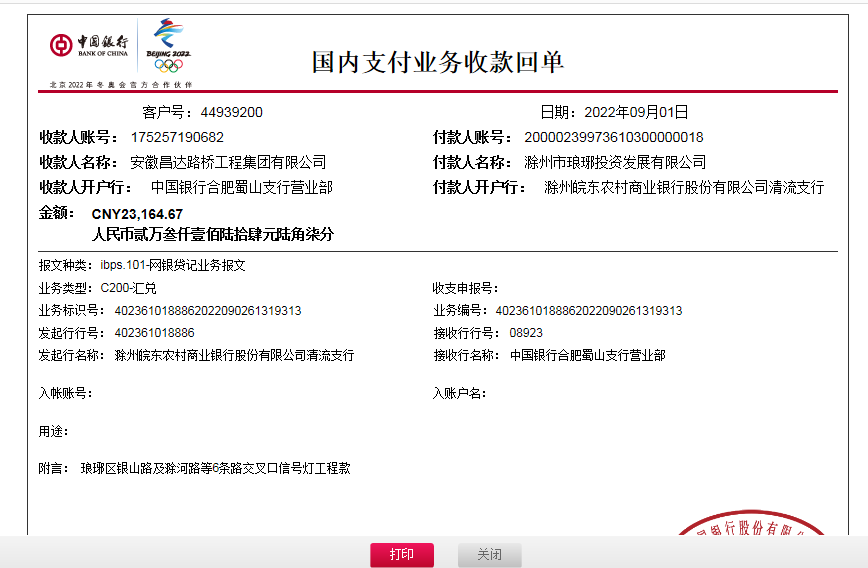 中国银行
BANK OF CHINA
BEIJING 2022
北京2022年冬奥会官方合作伙伴
国内支付业务收款回单
客户号：44939200 日期：2022年09月01日
收款人账号：175257190682 付款人账号：20000239973610300000018
收款人名称：安徽昌达路桥工程集团有限公司 付款人名称：滁州市琅琊投资发展有限公司
收款人开户行：中国银行合肥蜀山支行营业部 付款人开户行：滁州皖东农村商业银行股份有限公司清流支行
金额：CNY23,164.67
人民币贰万叁仟壹佰陆拾肆元陆角柒分
报文种类：ibps.101-网银贷记业务报文
业务类型：C200-汇兑 收支申报号：
业务标识号：4023610188862022090261319313 业务编号：4023610188862022090261319313
发起行行号：402361018886 接收行行号：08923
发起行名称：滁州皖东农村商业银行股份有限公司清流支行 接收行名称：中国银行合肥蜀山支行营业部
入帐账号： 入账户名：
用途：
附言：琅琊区银山路及滁河路等6条路交叉口信号灯工程款
银行股份有限
打印 关闭